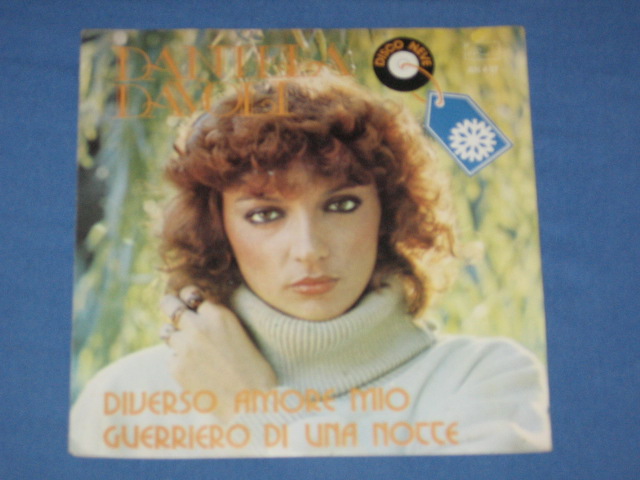 DANIELA
DAVOLI
DISCO NEVE
DIVERSO AMORE MIO
GUERRIERO DI UNA NOTTE